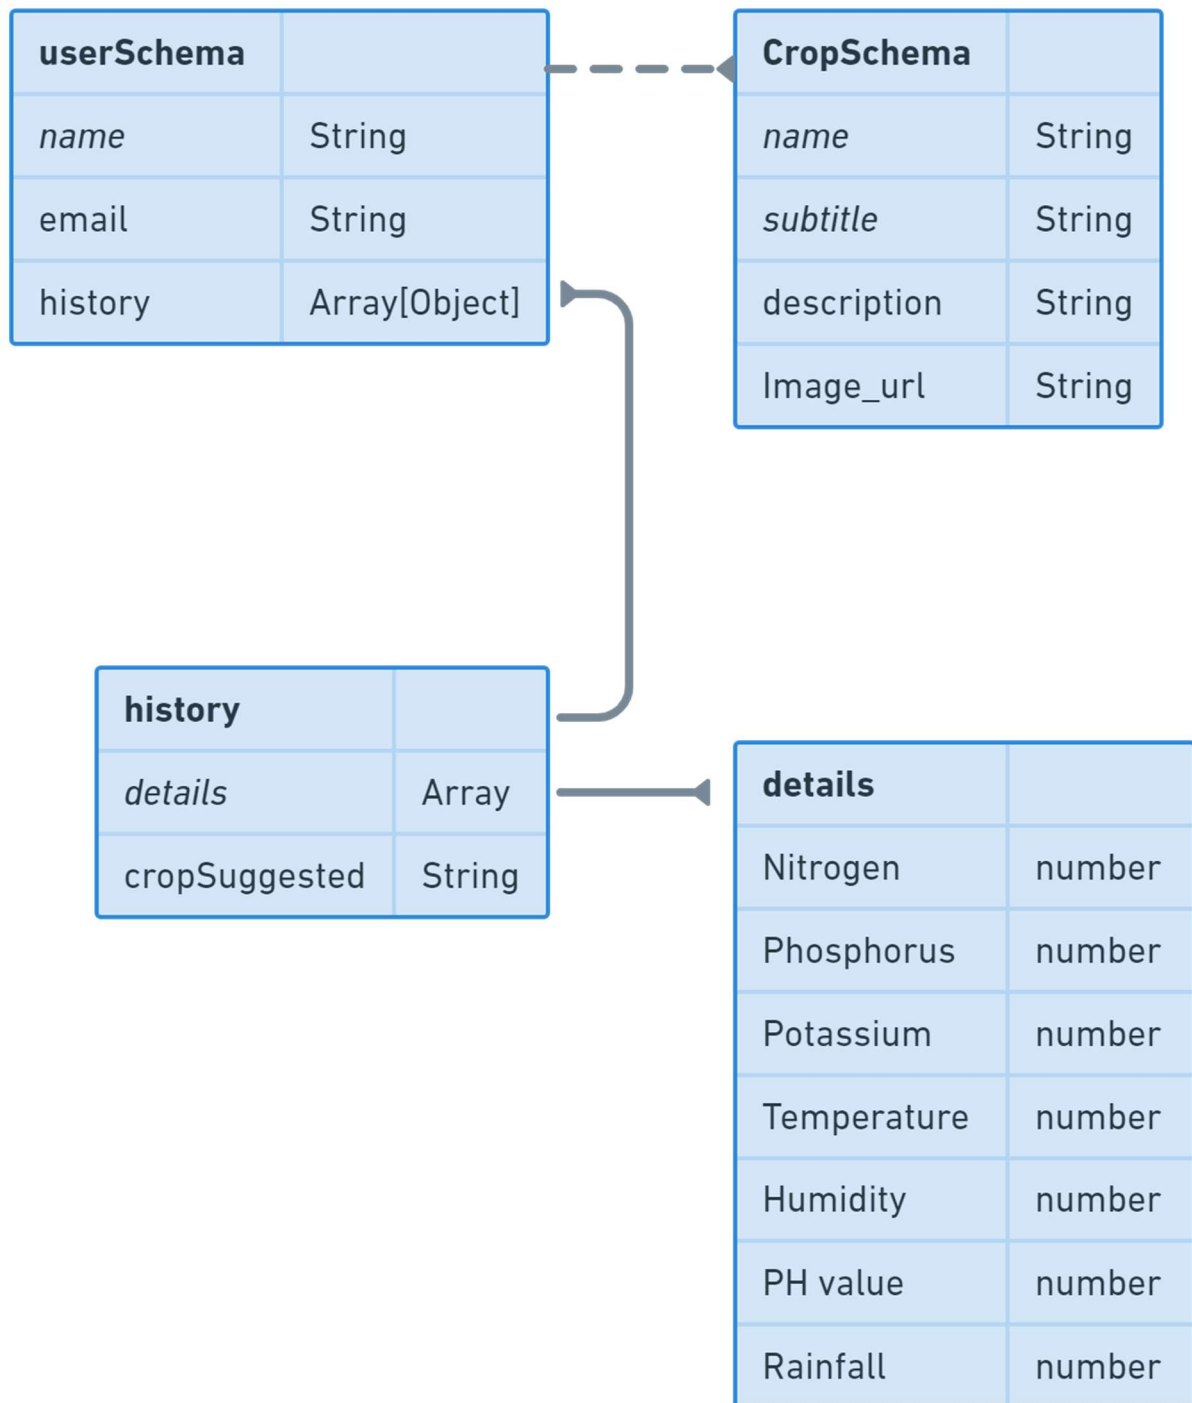 userSchema
name String
email String
history Array[Object]
CropSchema
name String
subtitle String
description String
Image_url String
history
details Array
cropSuggested String
details
Nitrogen number
Phosphorus number
Potassium number
Temperature number
Humidity number
PH value number
Rainfall number